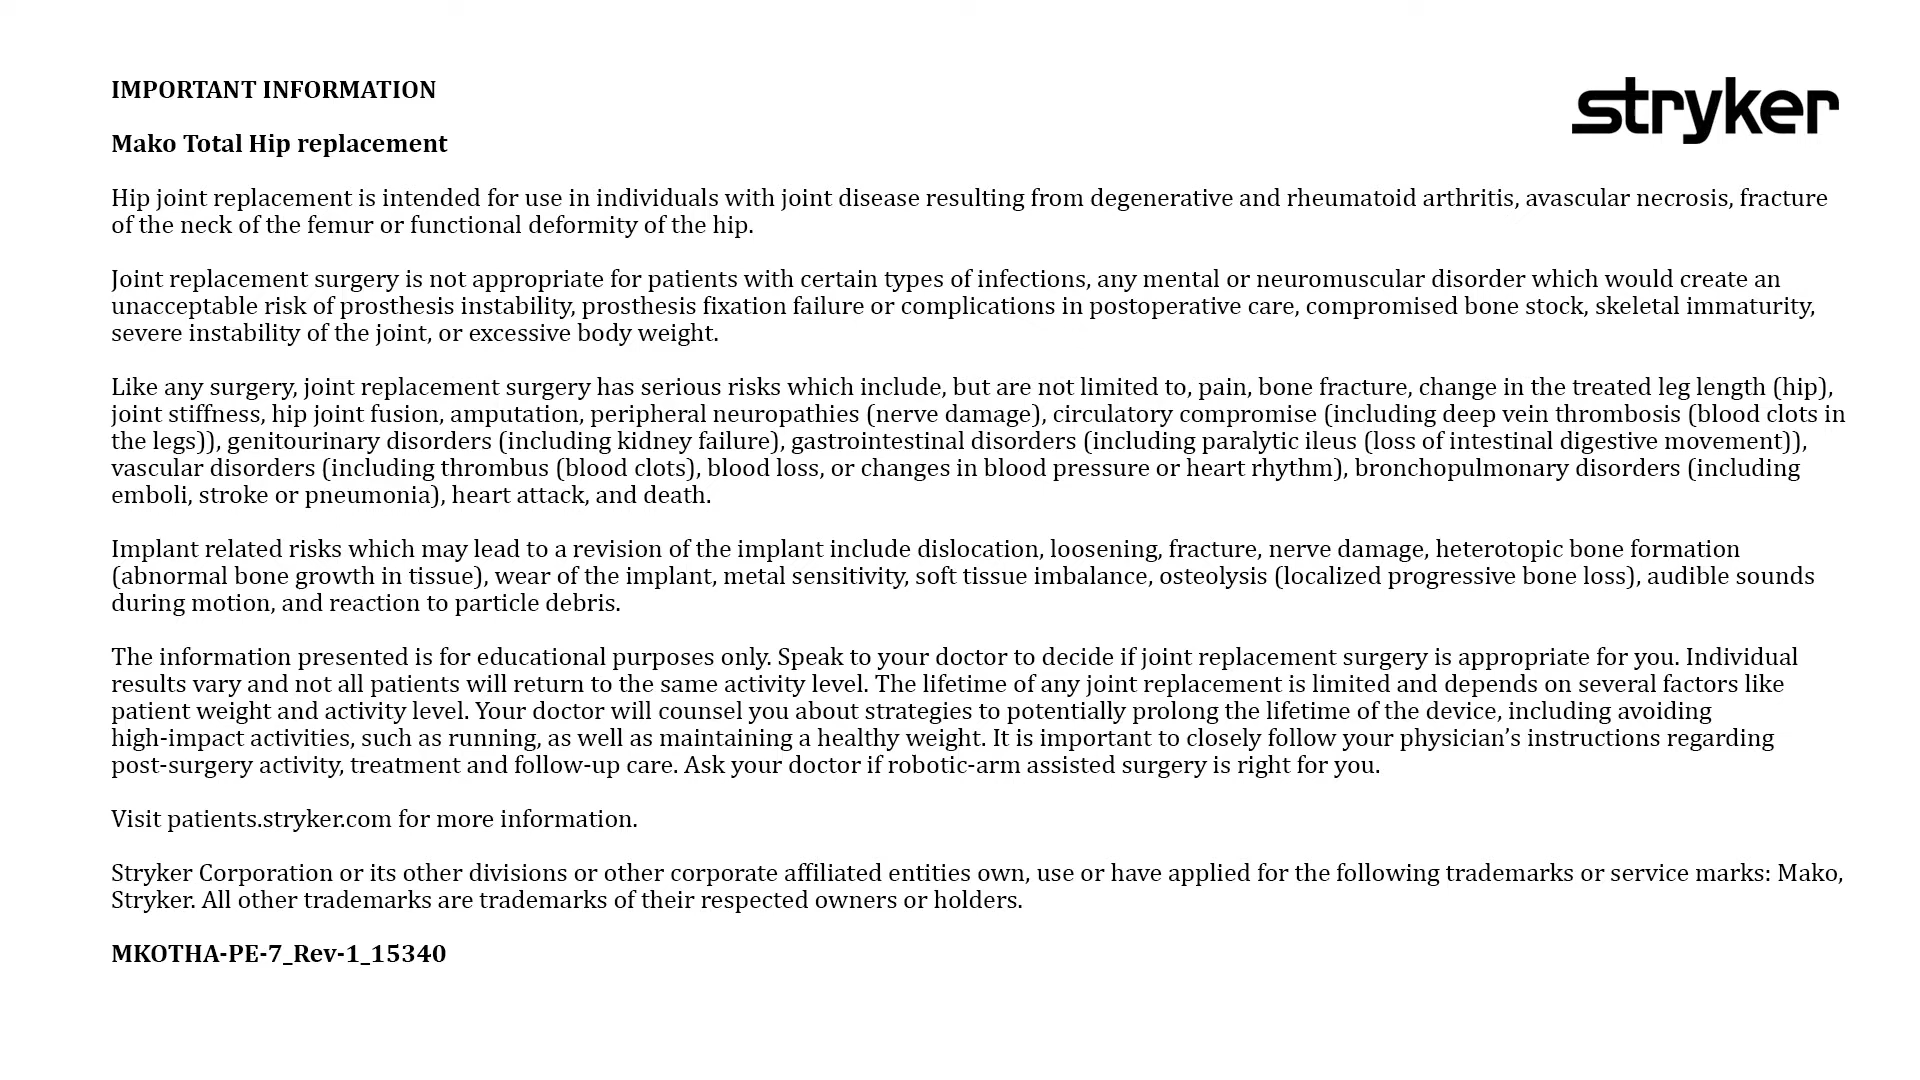 IMPORTANT INFORMATION
stryker
Mako Total Hip replacement
Hip joint replacement is intended for use in individuals with joint disease resulting from degenerative and rheumatoid arthritis, avascular necrosis, fracture
of the neck of the femur or functional deformity of the hip.
Joint replacement surgery is not appropriate for patients with certain types of infections, any mental or neuromuscular disorder which would create an
unacceptable risk of prosthesis instability, prosthesis fixation failure or complications in postoperative care, compromised bone stock, skeletal immaturity,
severe instability of the joint, or excessive body weight.
Like any surgery, joint replacement surgery has serious risks which include, but are not limited to, pain, bone fracture, change in the treated leg length (hip),
joint stiffness, hip joint fusion, amputation, peripheral neuropathies (nerve damage), circulatory compromise (including deep vein thrombosis (blood clots in
the legs)), genitourinary disorders (including kidney failure), gastrointestinal disorders (including paralytic ileus (loss of intestinal digestive movement)),
vascular disorders (including thrombus (blood clots), blood loss, or changes in blood pressure or heart rhythm), bronchopulmonary disorders (including
emboli, stroke or pneumonia), heart attack, and death.
Implant related risks which may lead to a revision of the implant include dislocation, loosening, fracture, nerve damage, heterotopic bone formation
(abnormal bone growth in tissue), wear of the implant, metal sensitivity, soft tissue imbalance, osteolysis (localized progressive bone loss), audible sounds
during motion, and reaction to particle debris.
The information presented is for educational purposes only. Speak to your doctor to decide if joint replacement surgery is appropriate for you. Individual
results vary and not all patients will return to the same activity level. The lifetime of any joint replacement is limited and depends on several factors like
patient weight and activity level. Your doctor will counsel you about strategies to potentially prolong the lifetime of the device, including avoiding
high-impact activities, such as running, as well as maintaining a healthy weight. It is important to closely follow your physician’s instructions regarding
post-surgery activity, treatment and follow-up care. Ask your doctor if robotic-arm assisted surgery is right for you.
Visit patients.stryker.com for more information.
Stryker Corporation or its other divisions or other corporate affiliated entities own, use or have applied for the following trademarks or service marks: Mako,
Stryker. All other trademarks are trademarks of their respected owners or holders.
MKOTHA-PE-7_Rev-1_15340